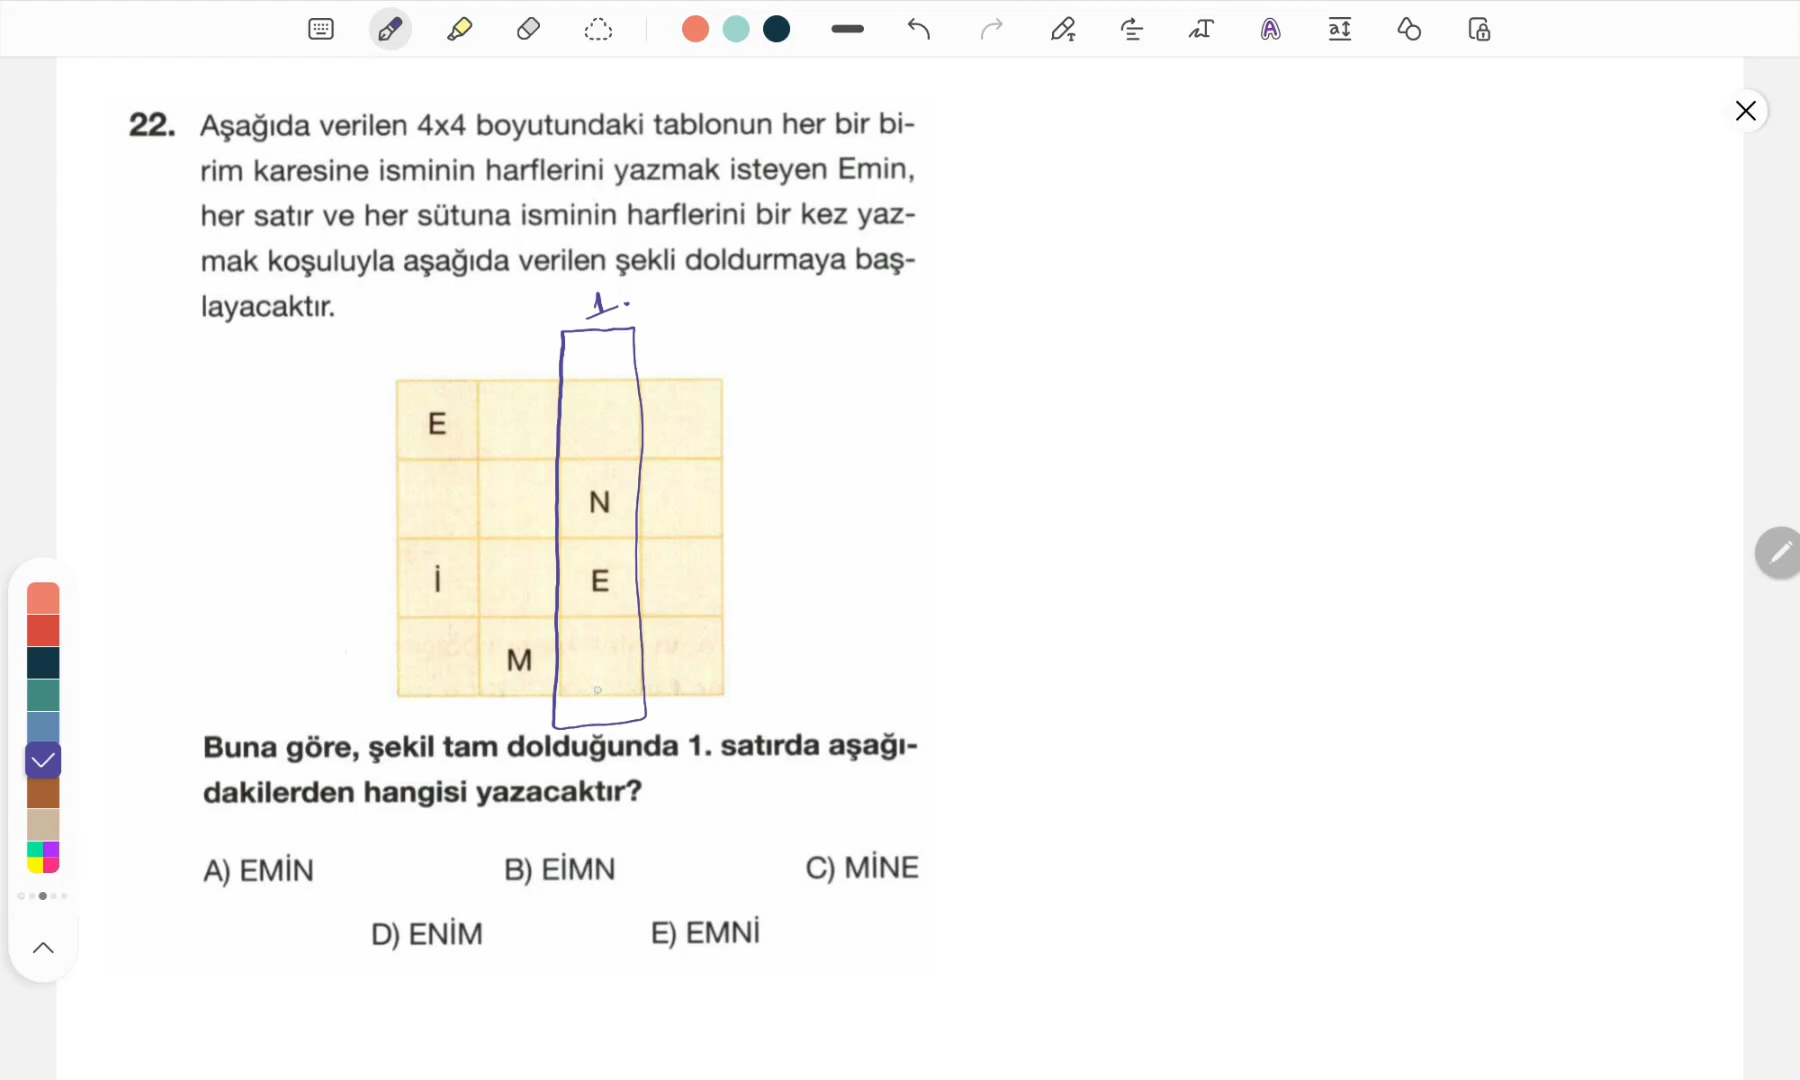 22. Aşağıda verilen 4x4 boyutundaki tablonun her bir bi-
rim karesine isminin harflerini yazmak isteyen Emin,
her satır ve her sütuna isminin harflerini bir kez yaz-
mak koşuluyla aşağıda verilen şekli doldurmaya baş-
layacaktır.
1.
E
N
İ E
M
Buna göre, şekil tam dolduğunda 1. satırda aşağı-
dakilerden hangisi yazacaktır?
A) EMİN B) EİMN C) MİNE
D) ENİM E) EMNİ